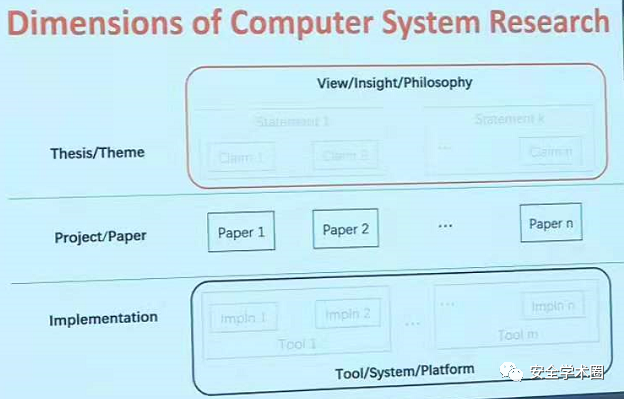 Dimensions of Computer System Research
View/Insight/Philosophy
Statement 1
Statement k
Thesis/Theme
Claim 1
Claim 2
...
Claim n
Project/Paper
Paper 1
Paper 2
...
Paper n
Implementation
Impln 1
Impln 2
...
...
Impln n
Tool 1
Tool m
Tool/System/Platform
安全学术圈